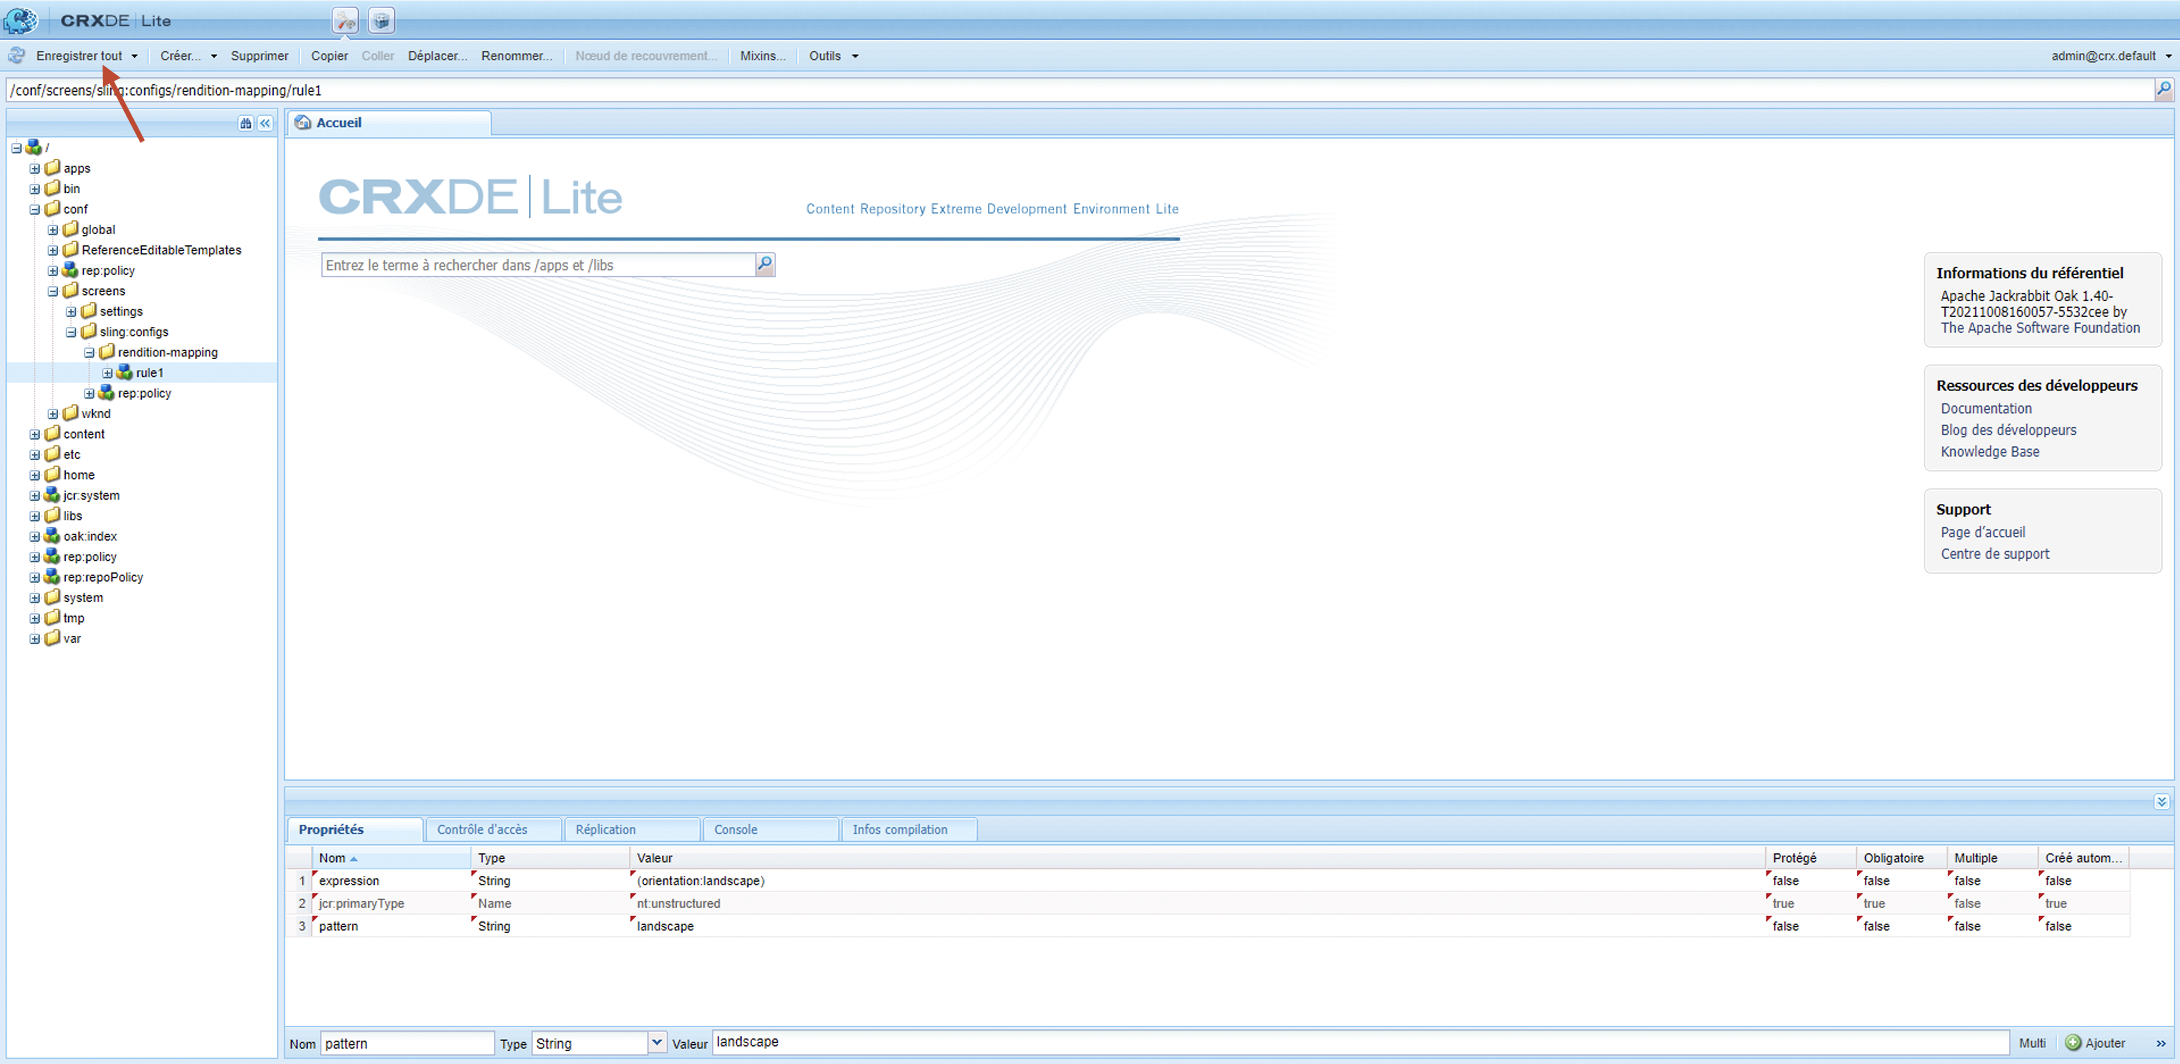 CRXDE | Lite
Enregistrer tout Créer... Supprimer Copier Coller Déplacer... Renommer... Nœud de recouvrement... Mixins... Outils admin@crx.default
/conf/screens/sling:configs/rendition-mapping/rule1
Accueil
/
apps
bin
conf
global
ReferenceEditableTemplates
rep:policy
screens
settings
sling:configs
rendition-mapping
rule1
rep:policy
wknd
content
etc
home
jcr:system
libs
oak:index
rep:policy
rep:repoPolicy
system
tmp
var
CRXDE | Lite
Content Repository Extreme Development Environment Lite
Entrez le terme à rechercher dans /apps et /libs
Informations du référentiel
Apache Jackrabbit Oak 1.40-
T20211008160057-5532cee by
The Apache Software Foundation
Ressources des développeurs
Documentation
Blog des développeurs
Knowledge Base
Support
Page d'accueil
Centre de support
Propriétés Contrôle d'accès Réplication Console Infos compilation
Nom Type Valeur Protégé Obligatoire Multiple Créé autom...
1 expression String (orientation:landscape) false false false false
2 jcr:primaryType Name nt:unstructured true true false true
3 pattern String landscape false false false false
Nom pattern Type String Valeur landscape Multi Ajouter »